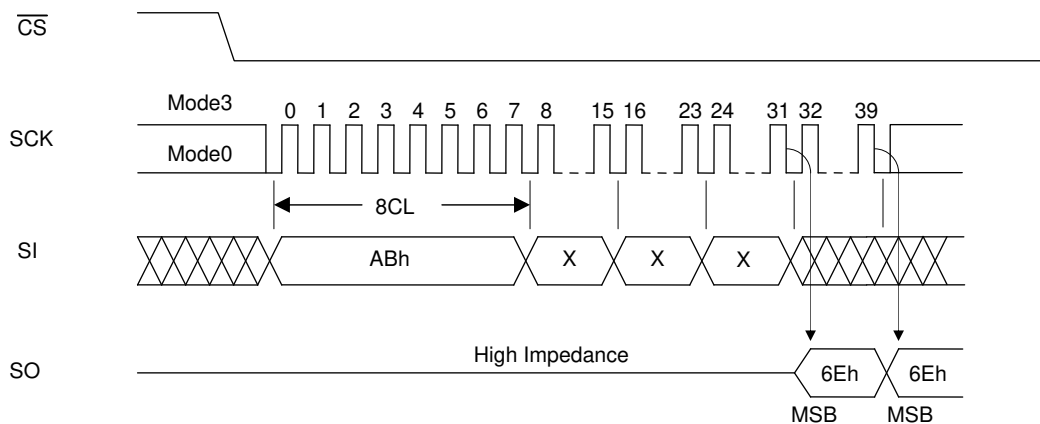 CS
Mode3
0 1 2 3 4 5 6 7 8 15 16 23 24 31 32 39
SCK
Mode0
8CL
SI
ABh X X X
High Impedance
SO
6Eh 6Eh
MSB MSB